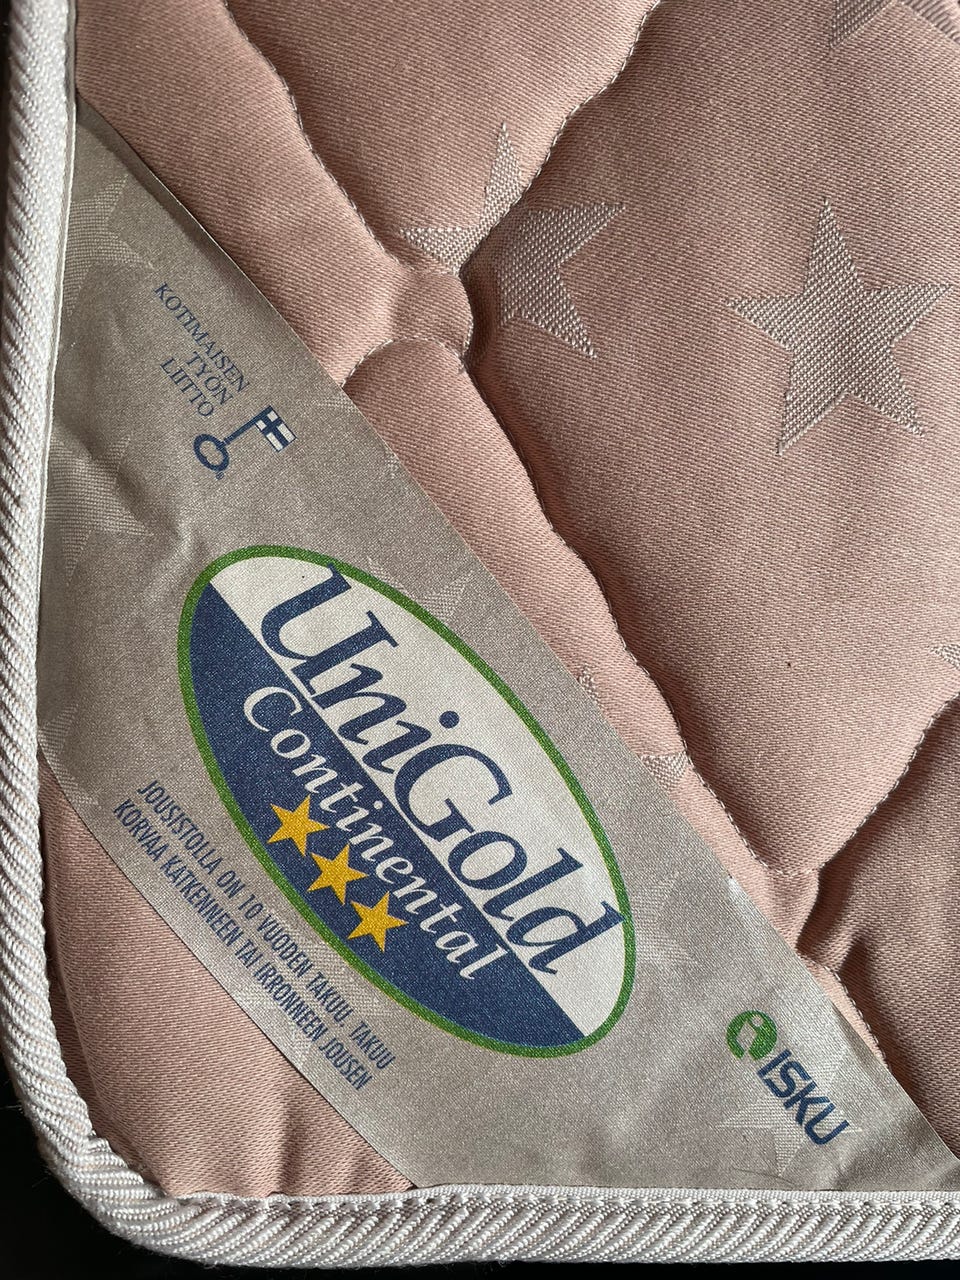 KOTIMAISEN
TYÖN
LIITTO
UniGold
Continental
JOUSISTOLLA ON 10 VUODEN TAKUU. TAKUU
KORVAA KATKENNEEN TAI IRRONNEEN JOUSEN
ISKU